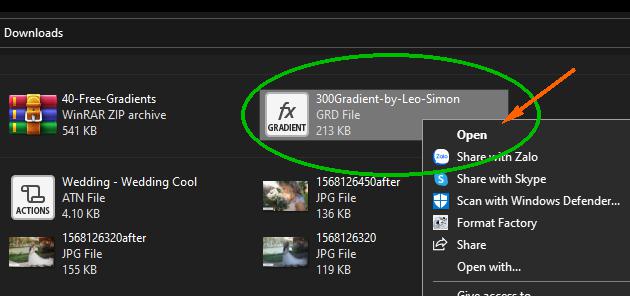 Downloads
40-Free-Gradients
WinRAR ZIP archive
541 KB
fx
GRADIENT
300Gradient-by-Leo-Simon
GRD File
213 KB
ACTIONS
Wedding - Wedding Cool
ATN File
4.10 KB
1568126450after
JPG File
136 KB
1568126320after
JPG File
155 KB
1568126320
JPG File
119 KB
Open
Zalo
Share with Zalo
S
Share with Skype
Scan with Windows Defender...
Format Factory
Share
Open with...
Give access to